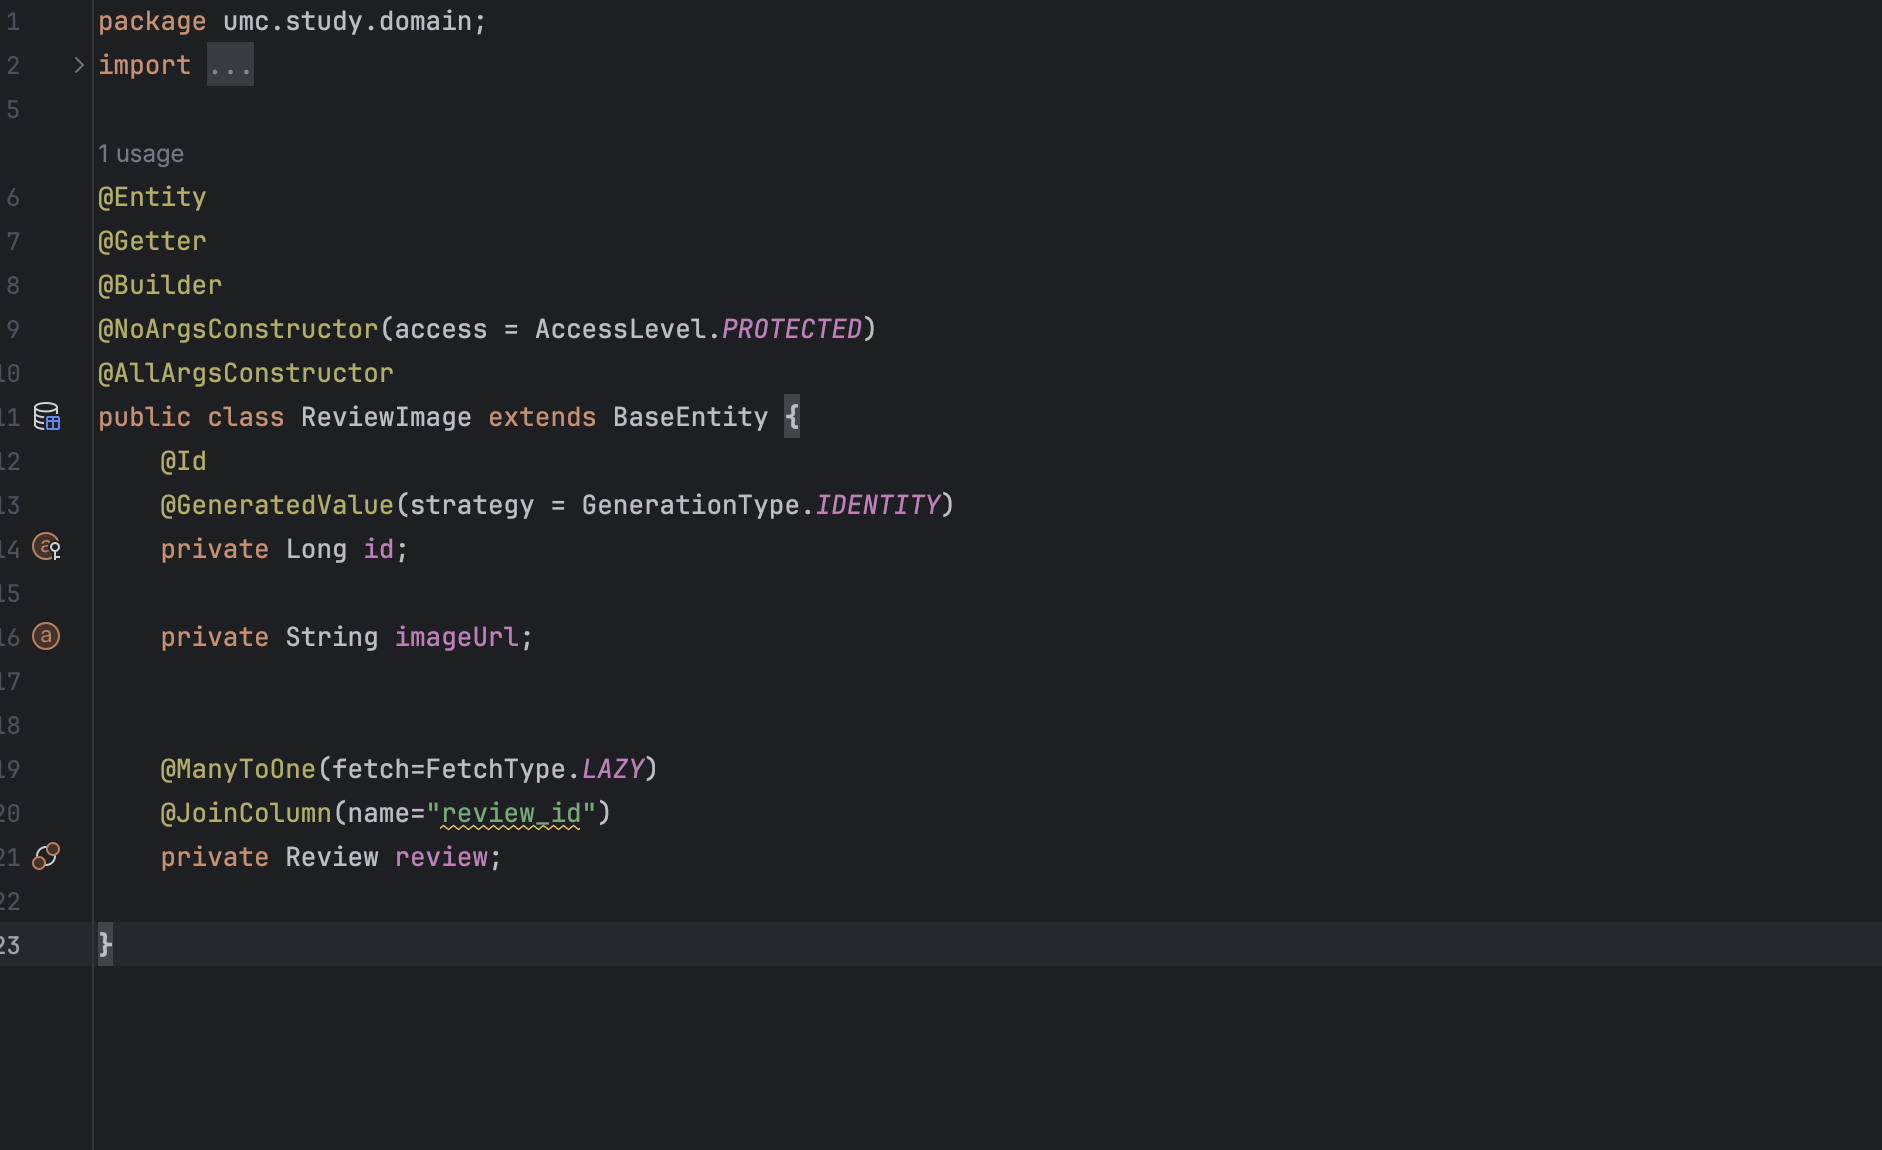 1 package umc.study.domain;
2 import ...
5
1 usage
6 @Entity
7 @Getter
8 @Builder
9 @NoArgsConstructor(access = AccessLevel.PROTECTED)
10 @AllArgsConstructor
11 public class ReviewImage extends BaseEntity {
12 @Id
13 @GeneratedValue(strategy = GenerationType.IDENTITY)
14 private Long id;
15
16 private String imageUrl;
17
18
19 @ManyToOne(fetch=FetchType.LAZY)
20 @JoinColumn(name="review_id")
21 private Review review;
22
23 }